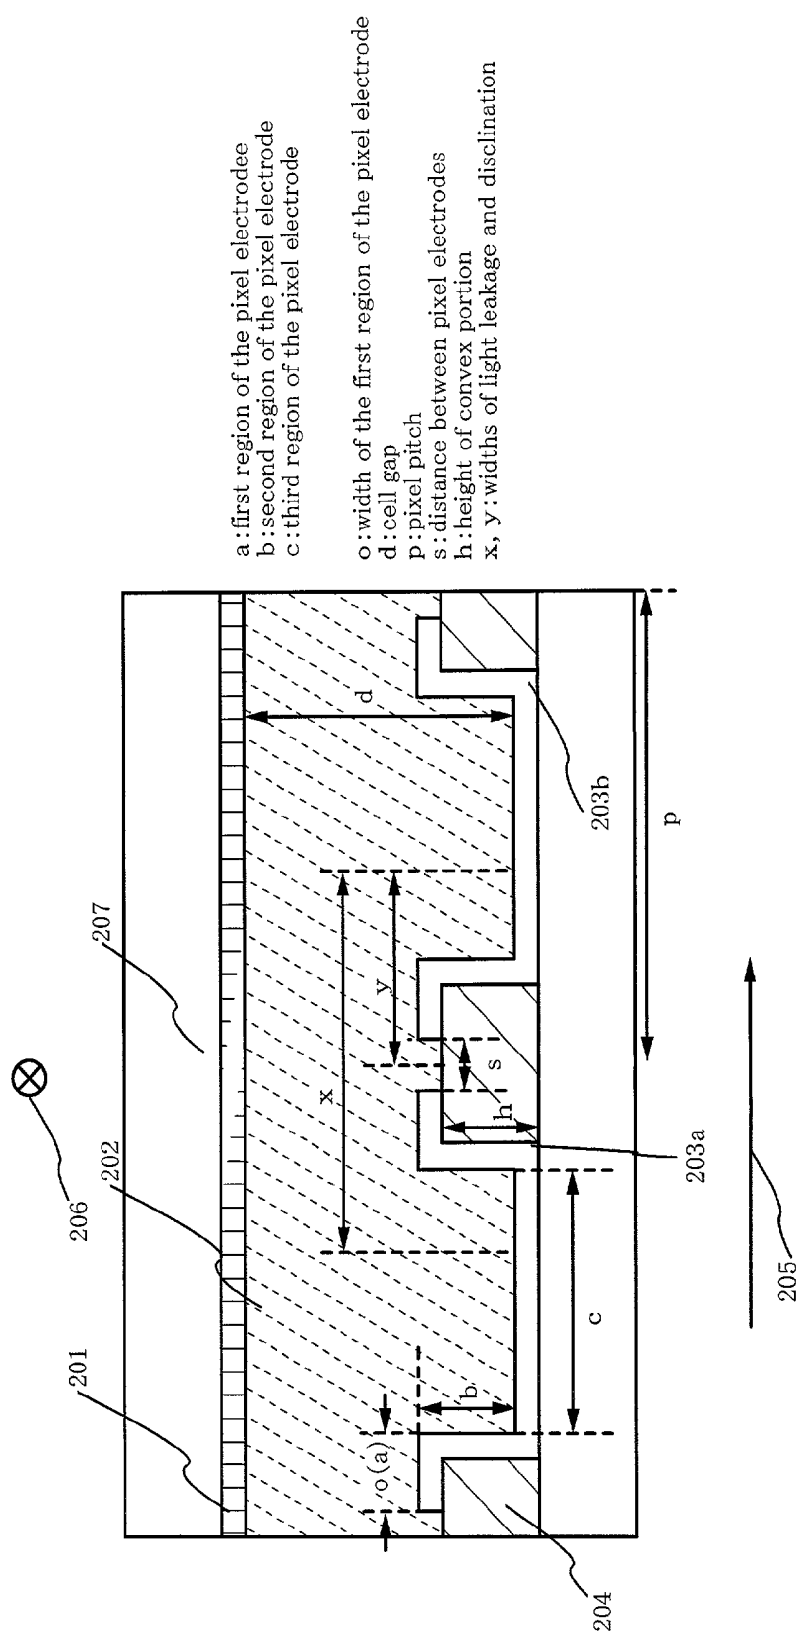 a:first region of the pixel electrodee
b:second region of the pixel electrode
c:third region of the pixel electrode
o:width of the first region of the pixel electrode
d:cell gap
p:pixel pitch
s:distance between pixel electrodes
h:height of convex portion
x, y:widths of light leakage and disclination
206
207
201
202
d
x
y
s
h
o(a)
b
c
p
204
203a
203b
205